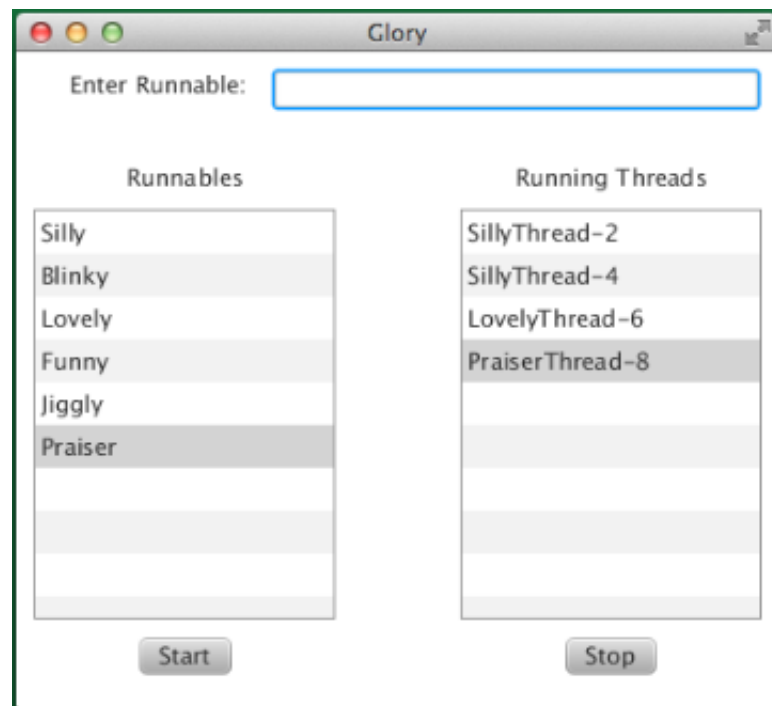 Glory
Enter Runnable:
Runnables
Silly
Blinky
Lovely
Funny
Jiggly
Praiser
Start
Running Threads
SillyThread-2
SillyThread-4
LovelyThread-6
PraiserThread-8
Stop